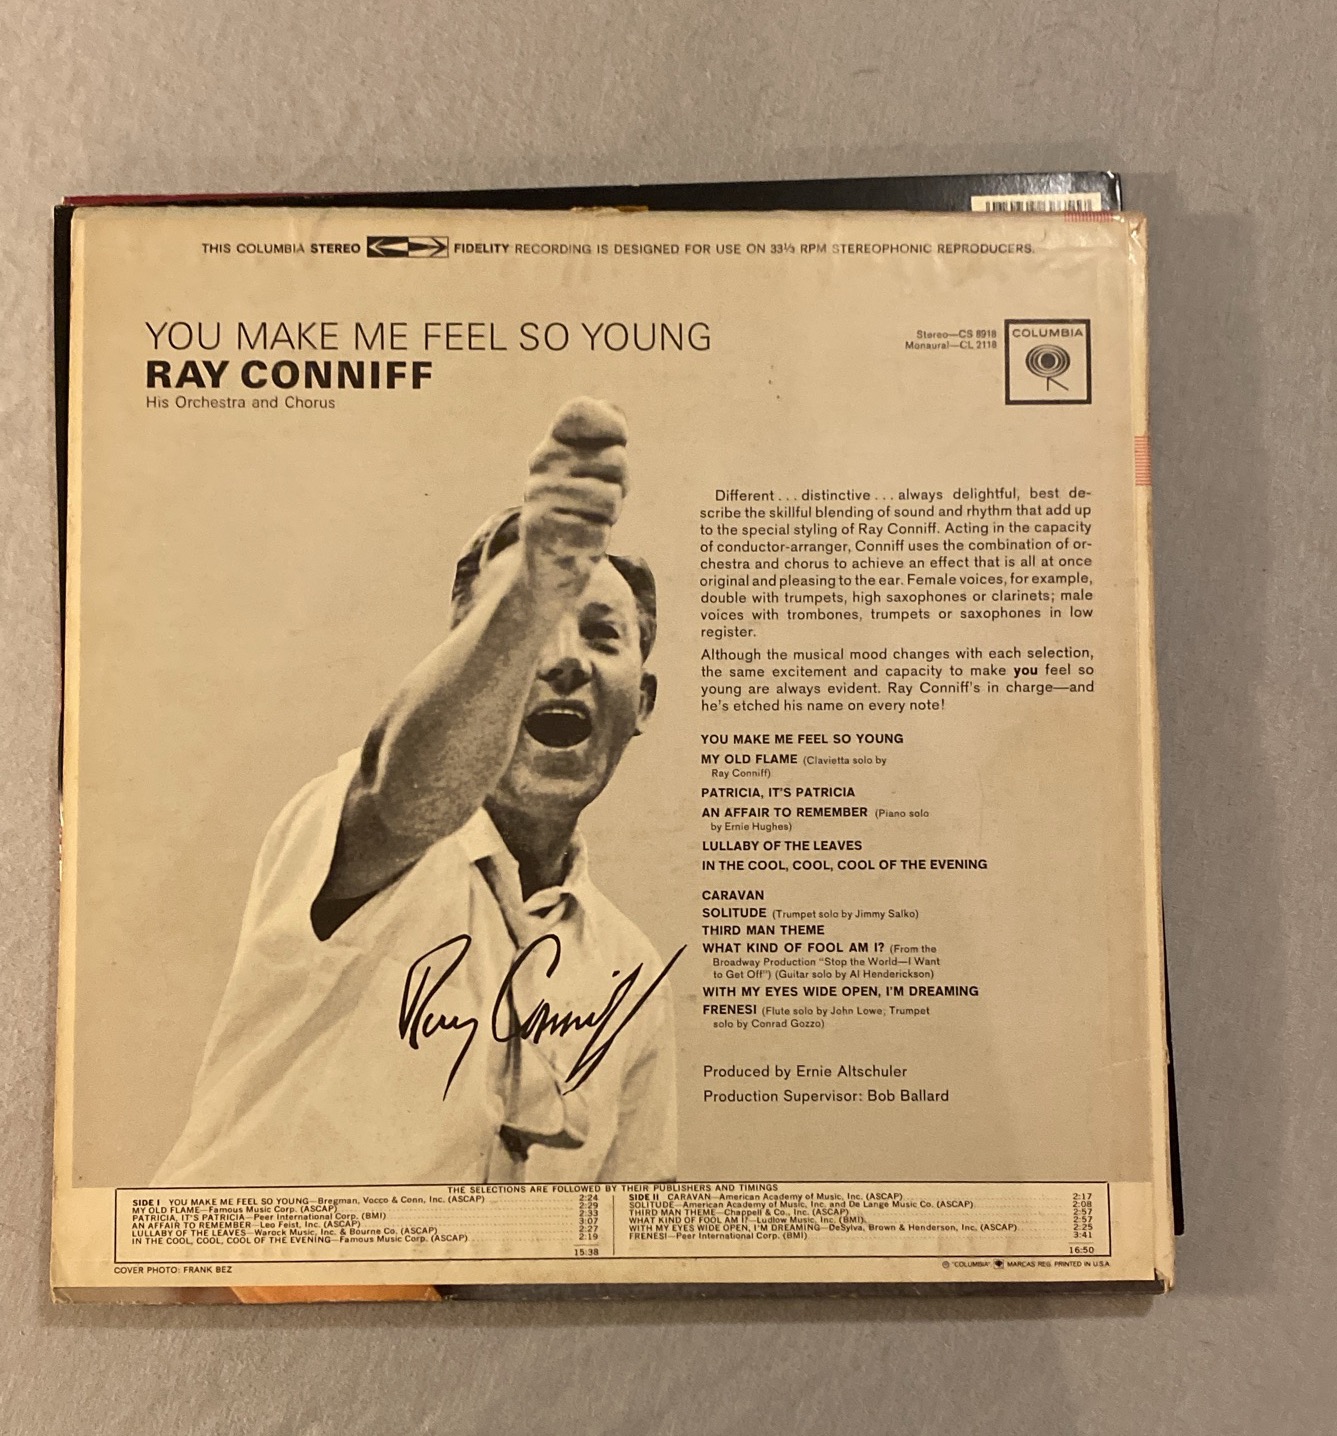 THIS COLUMBIA STEREO FIDELITY RECORDING IS DESIGNED FOR USE ON 33⅓ RPM STEREOPHONIC REPRODUCERS.
YOU MAKE ME FEEL SO YOUNG
RAY CONNIFF
His Orchestra and Chorus
Stereo—CS 8918
Monaural—CL 2118
COLUMBIA
Different . . . distinctive . . . always delightful, best de-
scribe the skillful blending of sound and rhythm that add up
to the special styling of Ray Conniff. Acting in the capacity
of conductor-arranger, Conniff uses the combination of or-
chestra and chorus to achieve an effect that is all at once
original and pleasing to the ear. Female voices, for example,
double with trumpets, high saxophones or clarinets; male
voices with trombones, trumpets or saxophones in low
register.
Although the musical mood changes with each selection,
the same excitement and capacity to make you feel so
young are always evident. Ray Conniff's in charge—and
he's etched his name on every note!
YOU MAKE ME FEEL SO YOUNG
MY OLD FLAME (Clavietta solo by
Ray Conniff)
PATRICIA, IT'S PATRICIA
AN AFFAIR TO REMEMBER (Piano solo
by Ernie Hughes)
LULLABY OF THE LEAVES
IN THE COOL, COOL, COOL OF THE EVENING
CARAVAN
SOLITUDE (Trumpet solo by Jimmy Salko)
THIRD MAN THEME
WHAT KIND OF FOOL AM I? (From the
Broadway Production "Stop the World—I Want
to Get Off") (Guitar solo by Al Henderickson)
WITH MY EYES WIDE OPEN, I'M DREAMING
FRENESI (Flute solo by John Lowe; Trumpet
solo by Conrad Gozzo)
Ray Conniff
Produced by Ernie Altschuler
Production Supervisor: Bob Ballard
THE SELECTIONS ARE FOLLOWED BY THEIR PUBLISHERS AND TIMINGS
SIDE I YOU MAKE ME FEEL SO YOUNG—Bregman, Vocco & Conn, Inc. (ASCAP) 2:24
MY OLD FLAME—Famous Music Corp. (ASCAP) 2:29
PATRICIA, IT'S PATRICIA—Peer International Corp. (BMI) 2:33
AN AFFAIR TO REMEMBER—Leo Feist, Inc. (ASCAP) 3:07
LULLABY OF THE LEAVES—Warock Music, Inc. & Bourne Co. (ASCAP) 2:27
IN THE COOL, COOL, COOL OF THE EVENING—Famous Music Corp. (ASCAP) 2:19
15:38
SIDE II CARAVAN—American Academy of Music, Inc. (ASCAP) 2:17
SOLITUDE—American Academy of Music, Inc. and De Lange Music Co. (ASCAP) 2:08
THIRD MAN THEME—Chappell & Co., Inc. (ASCAP) 2:57
WHAT KIND OF FOOL AM I?—Ludlow Music, Inc. (BMI) 2:57
WITH MY EYES WIDE OPEN, I'M DREAMING—DeSylva, Brown & Henderson, Inc. (ASCAP) 2:25
FRENESI—Peer International Corp. (BMI) 3:41
16:50
COVER PHOTO: FRANK BEZ
"COLUMBIA" MARCAS REG. PRINTED IN U.S.A.